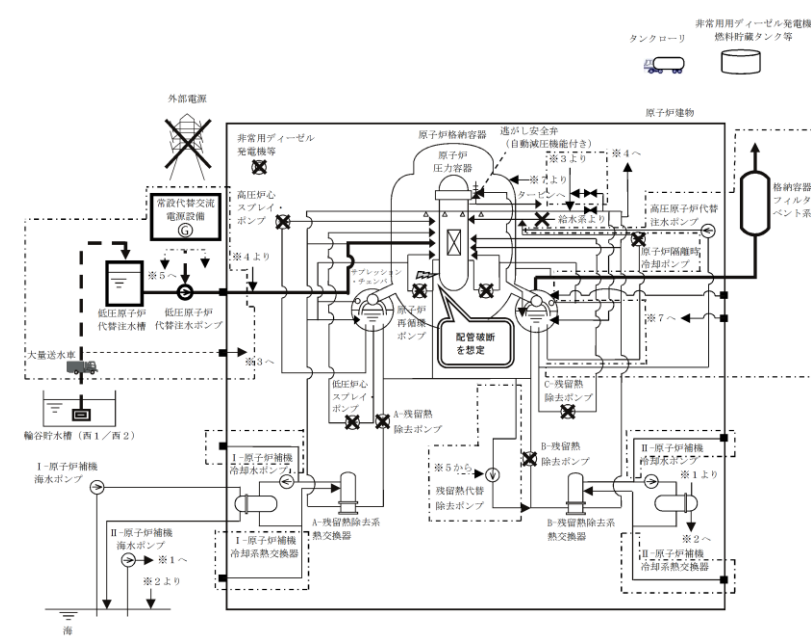 タンクローリ
非常用用ディーゼル発電機
燃料貯蔵タンク等
外部電源
原子炉建物
非常用ディーゼル
発電機等
原子炉格納容器
逃がし安全弁
(自動減圧機能付き)
原子炉
圧力容器
※3より
※4へ
※7より
タービンへ
給水系より
常設代替交流
電源設備
G
高圧炉心
スプレイ・
ポンプ
高圧原子炉代替
注水ポンプ
格納容器
フィルタ
ベント系
原子炉隔離時
冷却ポンプ
※5へ
※4より
サプレッション
・チェンバ
低圧原子炉
代替注水槽
低圧原子炉
代替注水ポンプ
原子炉
再循環
ポンプ
※7へ
配管破断
を想定
大量送水車
※3へ
低圧炉心
スプレイ・
ポンプ
A-残留熱
除去ポンプ
C-残留熱
除去ポンプ
輪谷貯水槽(西1/西2)
B-残留熱
除去ポンプ
※5から
残留熱代替
除去ポンプ
Ⅰ-原子炉補機
海水ポンプ
Ⅰ-原子炉補機
冷却水ポンプ
Ⅱ-原子炉補機
冷却水ポンプ
※1より
Ⅱ-原子炉補機
海水ポンプ
※1へ
※2より
Ⅰ-原子炉補機
冷却系熱交換器
A-残留熱除去系
熱交換器
B-残留熱除去系
熱交換器
※2へ
Ⅱ-原子炉補機
冷却系熱交換器
海